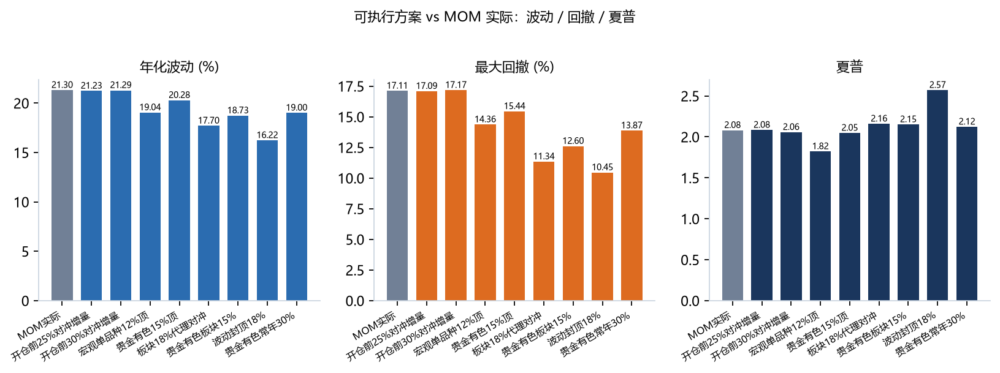 可执行方案 vs MOM 实际：波动 / 回撤 / 夏普
年化波动 (%)
20
15
10
5
0
21.30
21.23
21.29
19.04
20.28
17.70
18.73
16.22
19.00
MOM实际
开仓前25%对冲增量
开仓前30%对冲增量
宏观单品种12%顶
贵金有色15%顶
板块18%代理对冲
贵金有色板块15%
波动封顶18%
贵金有色常年30%
最大回撤 (%)
17.5
15.0
12.5
10.0
7.5
5.0
2.5
0.0
17.11
17.09
17.17
14.36
15.44
11.34
12.60
10.45
13.87
MOM实际
开仓前25%对冲增量
开仓前30%对冲增量
宏观单品种12%顶
贵金有色15%顶
板块18%代理对冲
贵金有色板块15%
波动封顶18%
贵金有色常年30%
夏普
2.5
2.0
1.5
1.0
0.5
0.0
2.08
2.08
2.06
1.82
2.05
2.16
2.15
2.57
2.12
MOM实际
开仓前25%对冲增量
开仓前30%对冲增量
宏观单品种12%顶
贵金有色15%顶
板块18%代理对冲
贵金有色板块15%
波动封顶18%
贵金有色常年30%